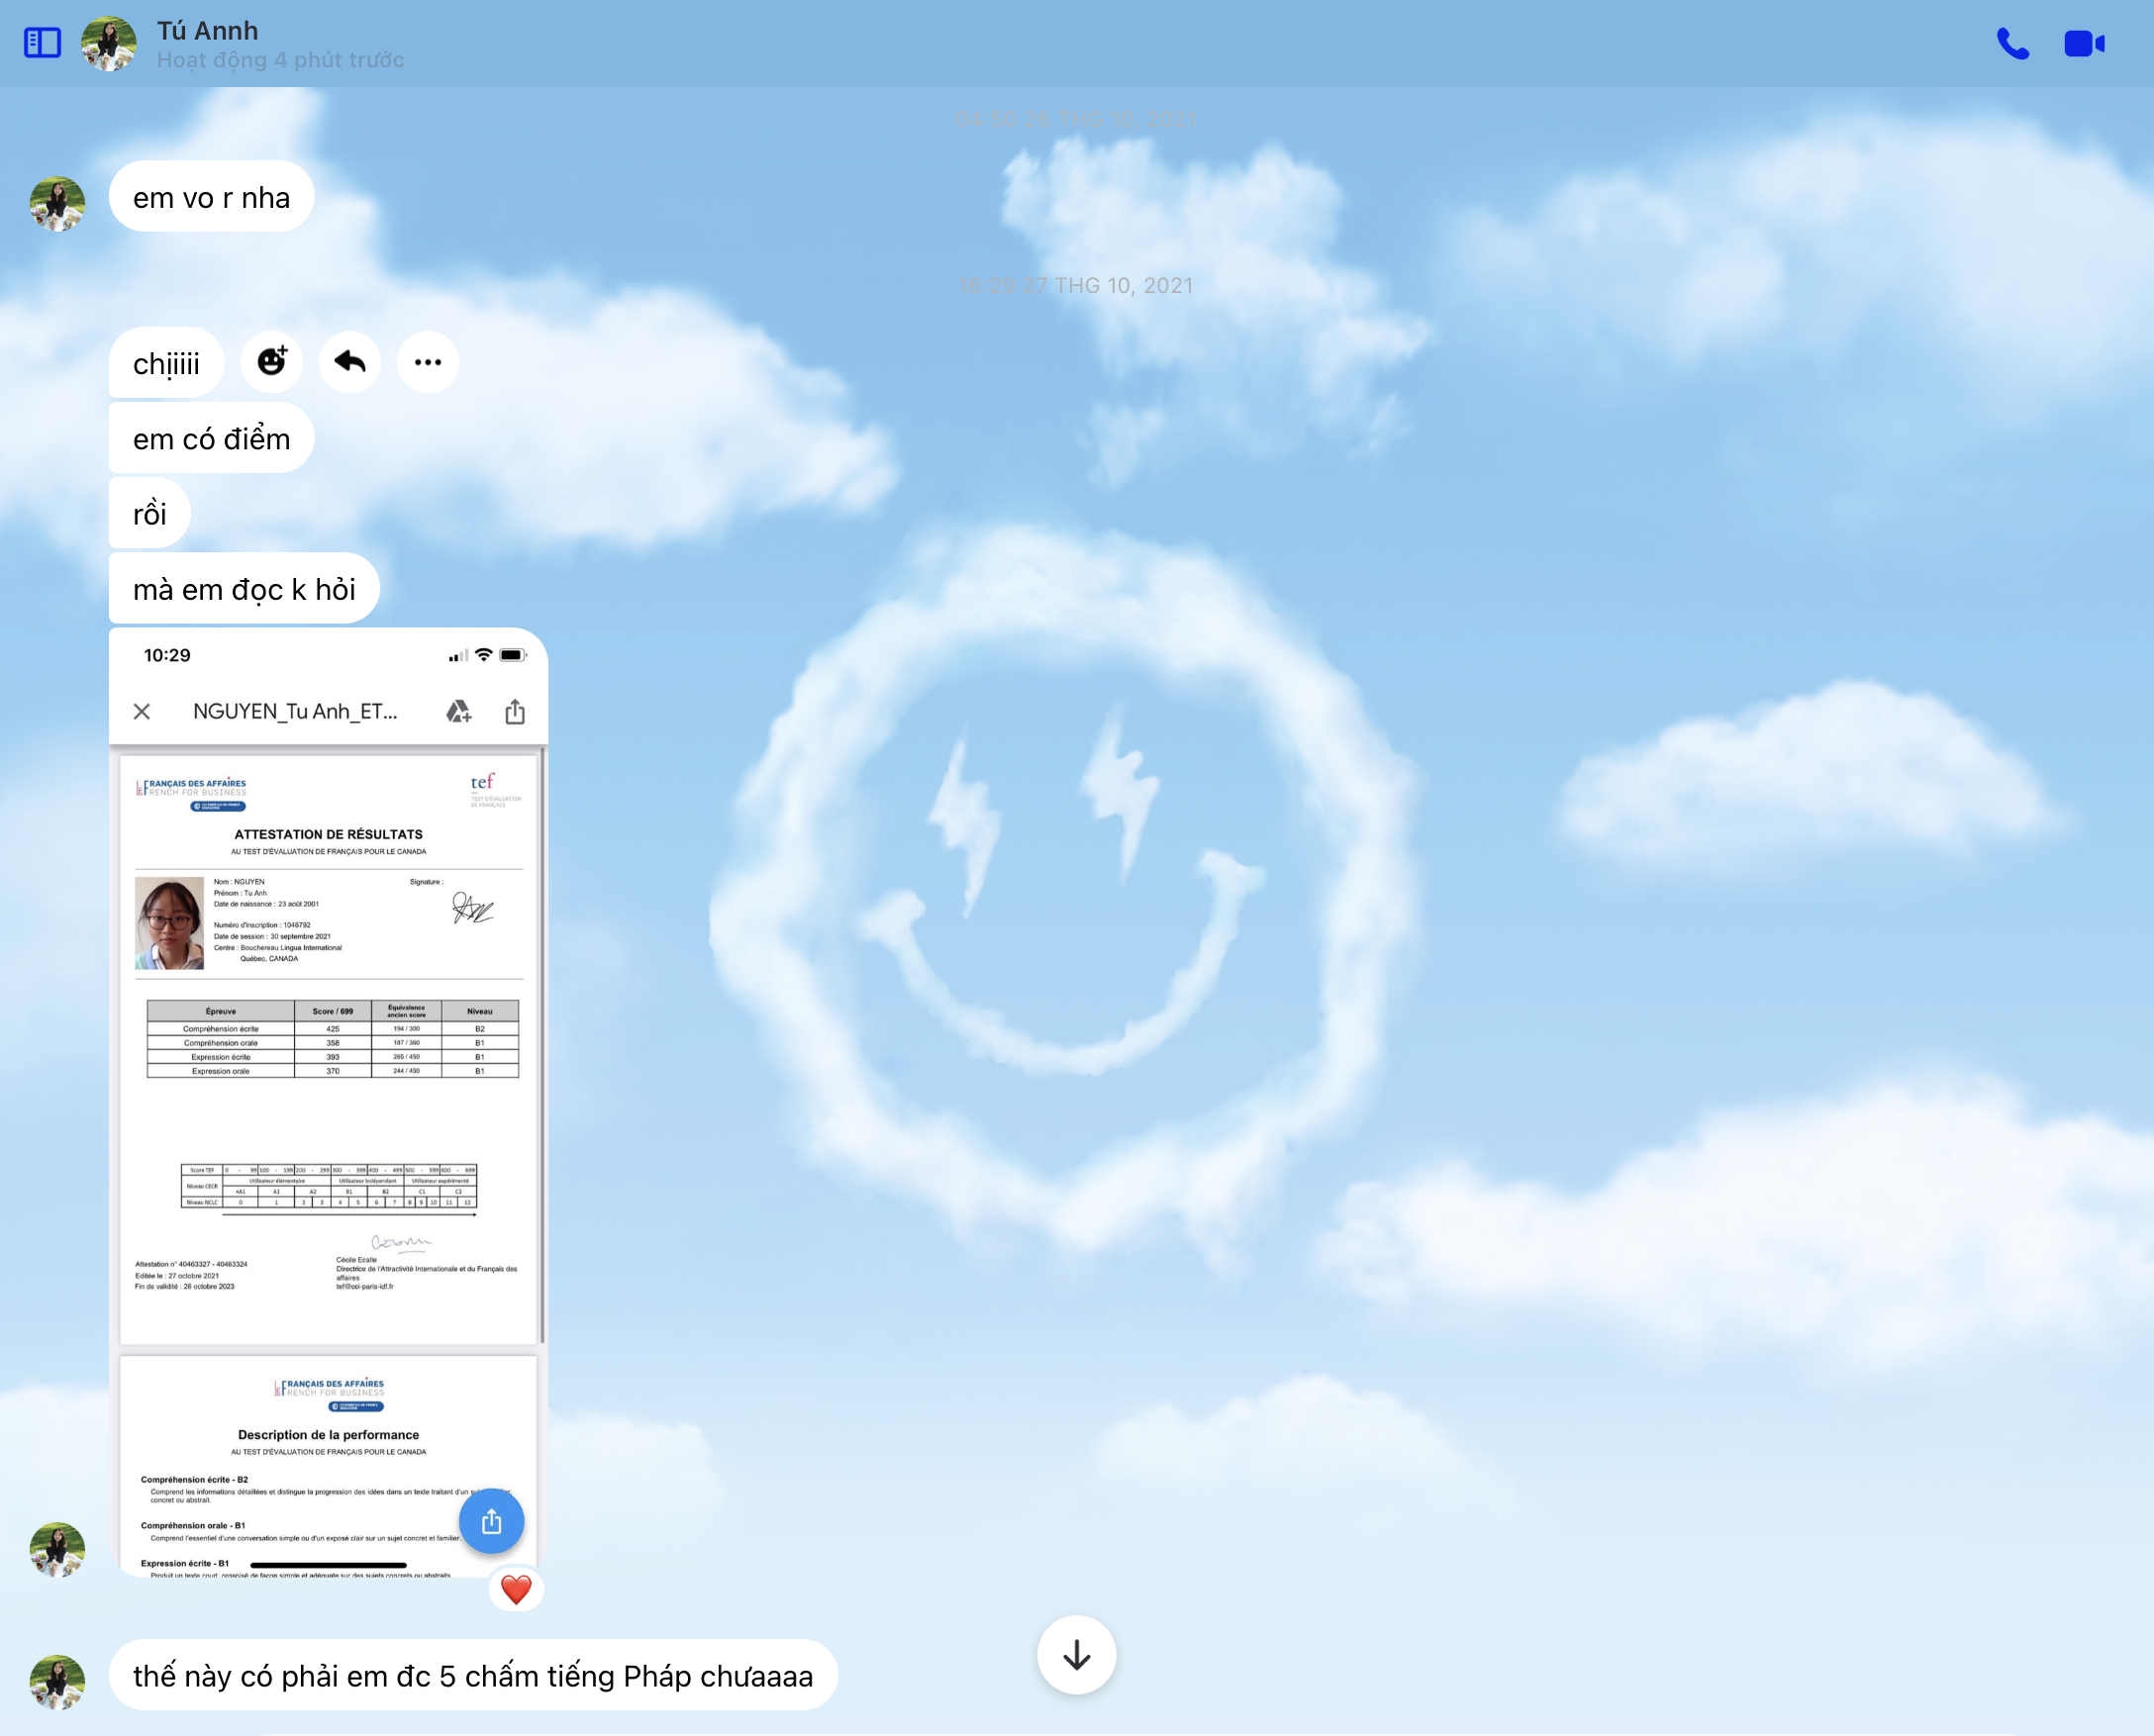 Tú Annh
Hoạt động 4 phút trước
04:50 26 THG 10, 2021
em vo r nha
16:29 27 THG 10, 2021
chịiiii
em có điểm
rồi
mà em đọc k hỏi
10:29
NGUYEN_Tu Anh_ET...
FRANÇAIS DES AFFAIRES
FRENCH FOR BUSINESS
tef
TEST D'ÉVALUATION
DE FRANÇAIS
ATTESTATION DE RÉSULTATS
AU TEST D'ÉVALUATION DE FRANÇAIS POUR LE CANADA
Nom : NGUYEN
Signature :
Prénom : Tu Anh
Date de naissance : 23 août 2001
Numéro d'inscription : 1046792
Date de session : 30 septembre 2021
Centre : Bouchereau Lingua International
Québec, CANADA
Épreuve Score / 699 Équivalence ancien score Niveau
Compréhension écrite 425 194 / 300 B2
Compréhension orale 358 187 / 360 B1
Expression écrite 393 265 / 450 B1
Expression orale 370 244 / 450 B1
Score TEF 0 - 99 100 - 199 200 - 299 300 - 399 400 - 499 500 - 599 600 - 699
Niveau CECR Utilisateur élémentaire Utilisateur indépendant Utilisateur expérimenté
<A1 A1 A2 B1 B2 C1 C2
Niveau NCLC 0 1 2 3 4 5 6 7 8 9 10 11 12
Cécile Ecalle
Attestation n° 40463327 - 40463324
Directrice de l'Attractivité Internationale et du Français des
affaires
Editée le : 27 octobre 2021
Fin de validité : 26 octobre 2023
tef@cci-paris-idf.fr
FRANÇAIS DES AFFAIRES
FRENCH FOR BUSINESS
Description de la performance
AU TEST D'ÉVALUATION DE FRANÇAIS POUR LE CANADA
Compréhension écrite - B2
Comprend les informations détaillées et distingue la progression des idées dans un texte traitant d'un
concret ou abstrait.
Compréhension orale - B1
Comprend l'essentiel d'une conversation simple ou d'un exposé clair sur un sujet concret et familier.
Expression écrite - B1
Produit un texte court, organisé de façon simple et adéquate sur des sujets concrets ou abstraits
thế này có phải em đc 5 chấm tiếng Pháp chưaaaa